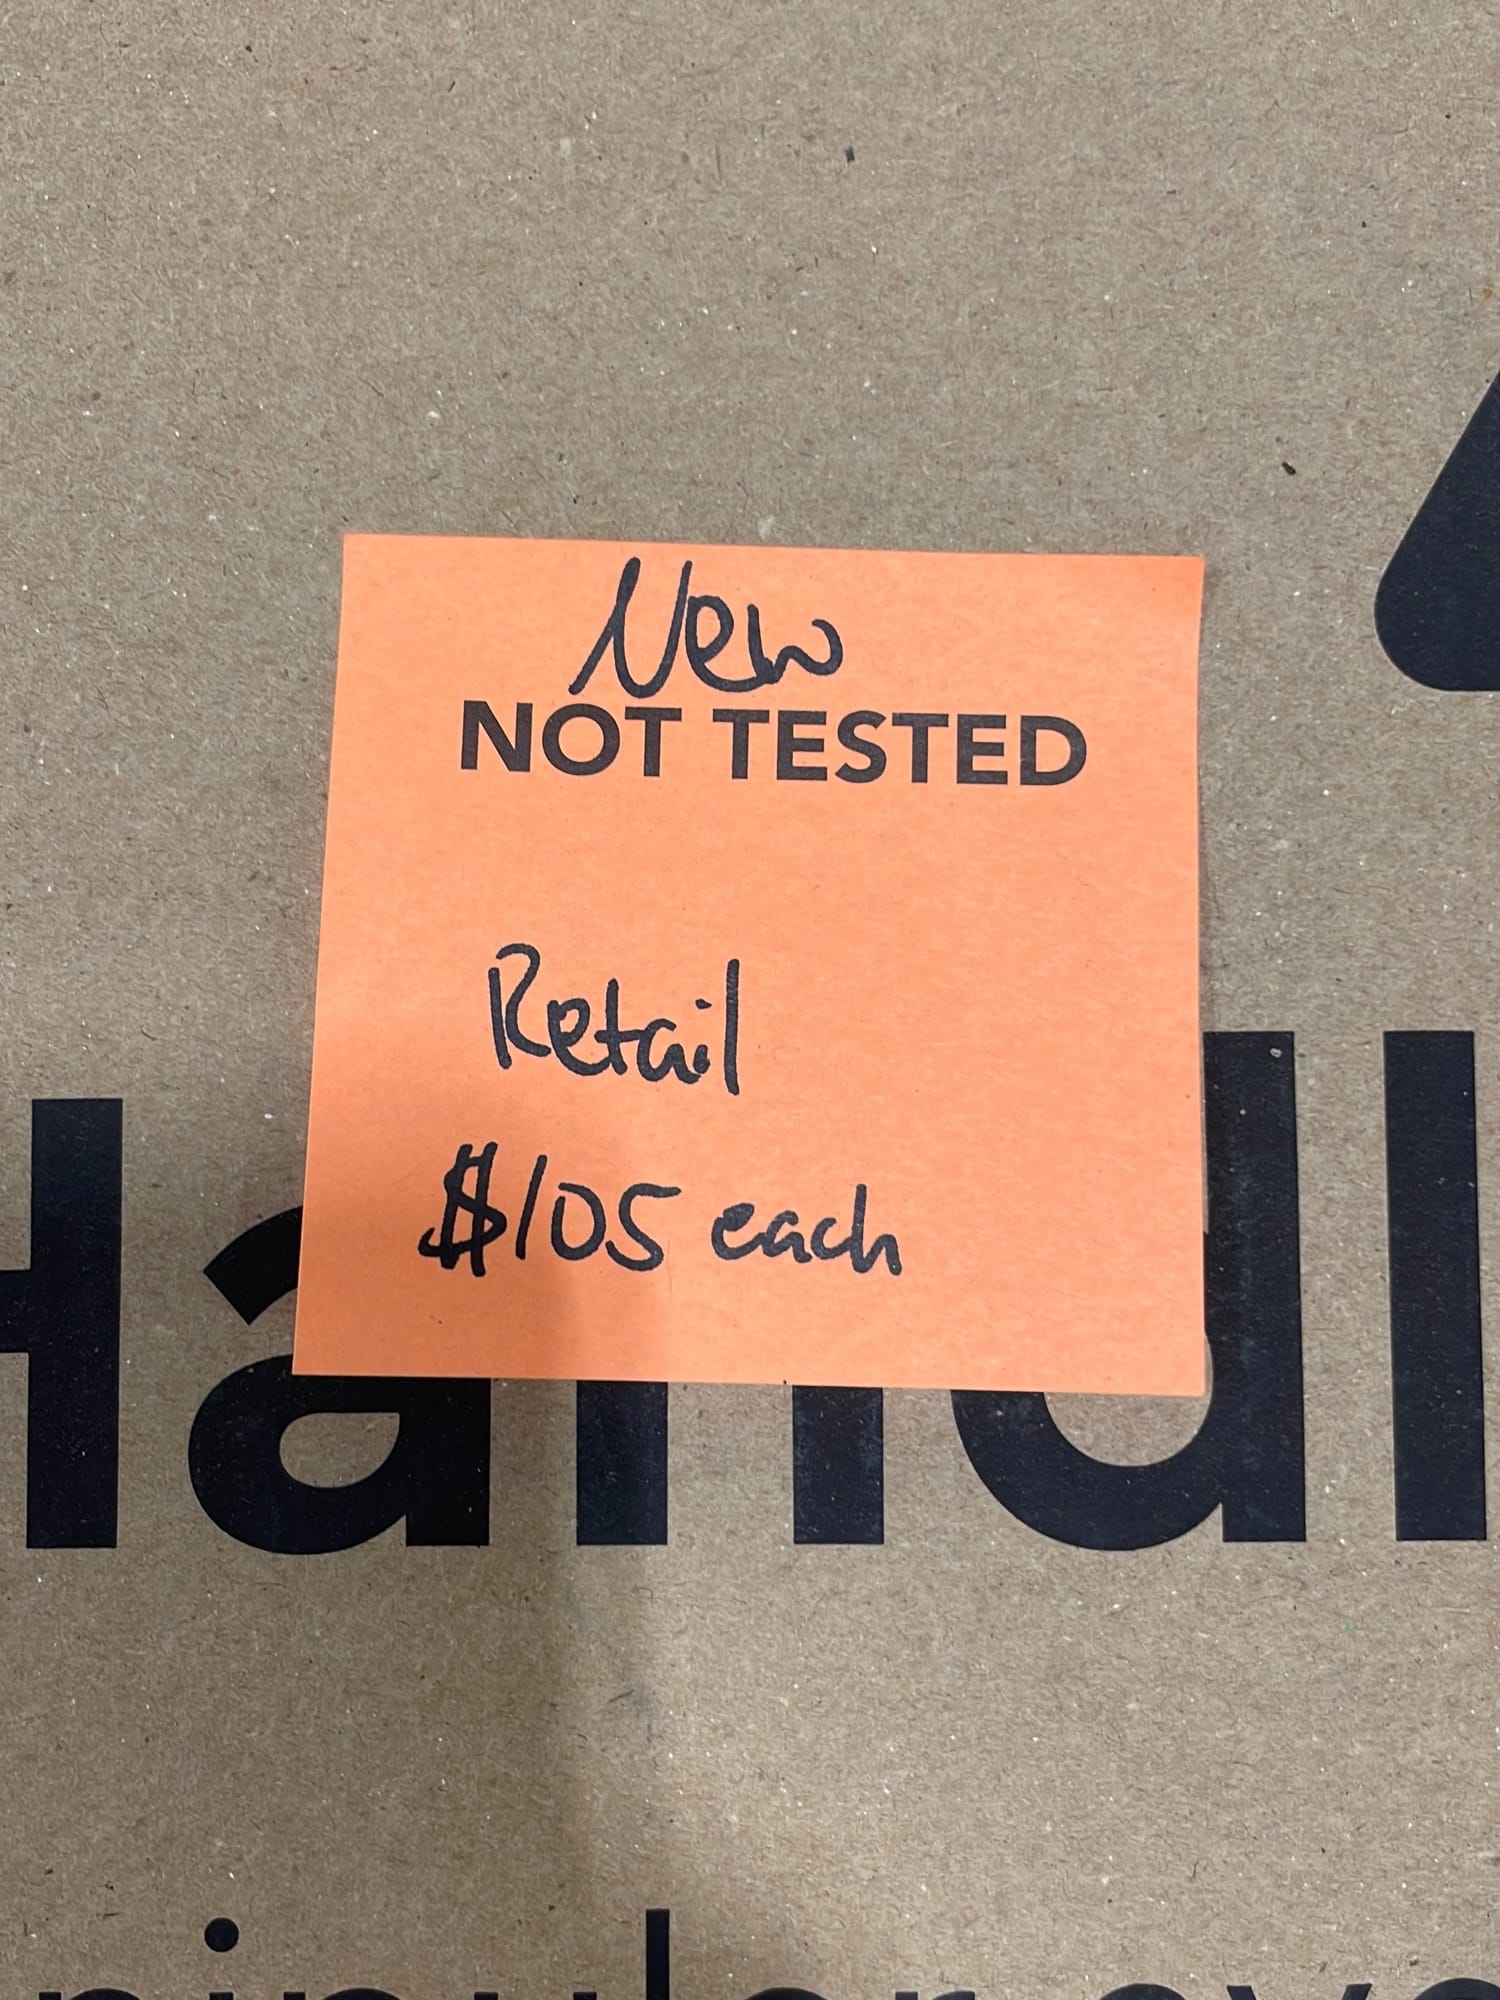 New
NOT TESTED
Retail
$105 each